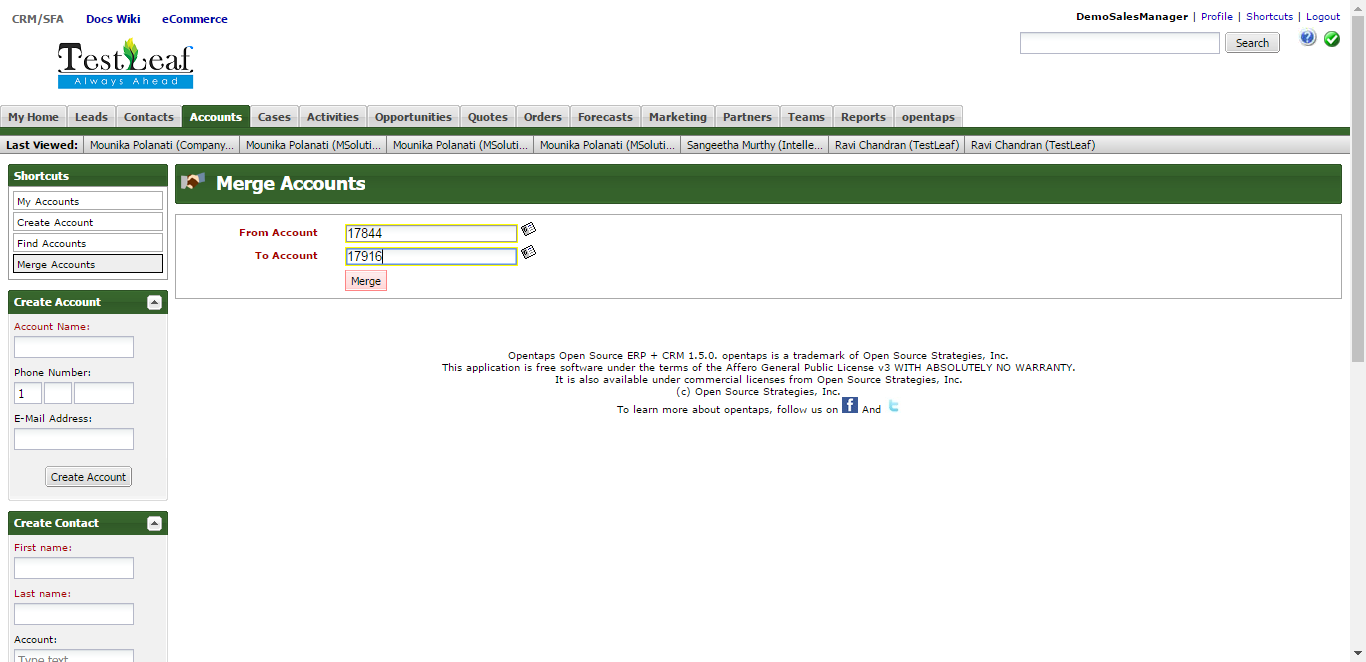 CRM/SFA Docs Wiki eCommerce
DemoSalesManager | Profile | Shortcuts | Logout
TestLeaf
Always Ahead
Search
My Home Leads Contacts Accounts Cases Activities Opportunities Quotes Orders Forecasts Marketing Partners Teams Reports opentaps
Last Viewed: Mounika Polanati (Company... Mounika Polanati (MSoluti... Mounika Polanati (MSoluti... Mounika Polanati (MSoluti... Sangeetha Murthy (Intelle... Ravi Chandran (TestLeaf) Ravi Chandran (TestLeaf)
Shortcuts
My Accounts
Create Account
Find Accounts
Merge Accounts
Create Account
Account Name:
Phone Number:
1
E-Mail Address:
Create Account
Create Contact
First name:
Last name:
Account:
Type text
Merge Accounts
From Account 17844
To Account 17916
Merge
Opentaps Open Source ERP + CRM 1.5.0. opentaps is a trademark of Open Source Strategies, Inc.
This application is free software under the terms of the Affero General Public License v3 WITH ABSOLUTELY NO WARRANTY.
It is also available under commercial licenses from Open Source Strategies, Inc.
(c) Open Source Strategies, Inc.
To learn more about opentaps, follow us on f And t